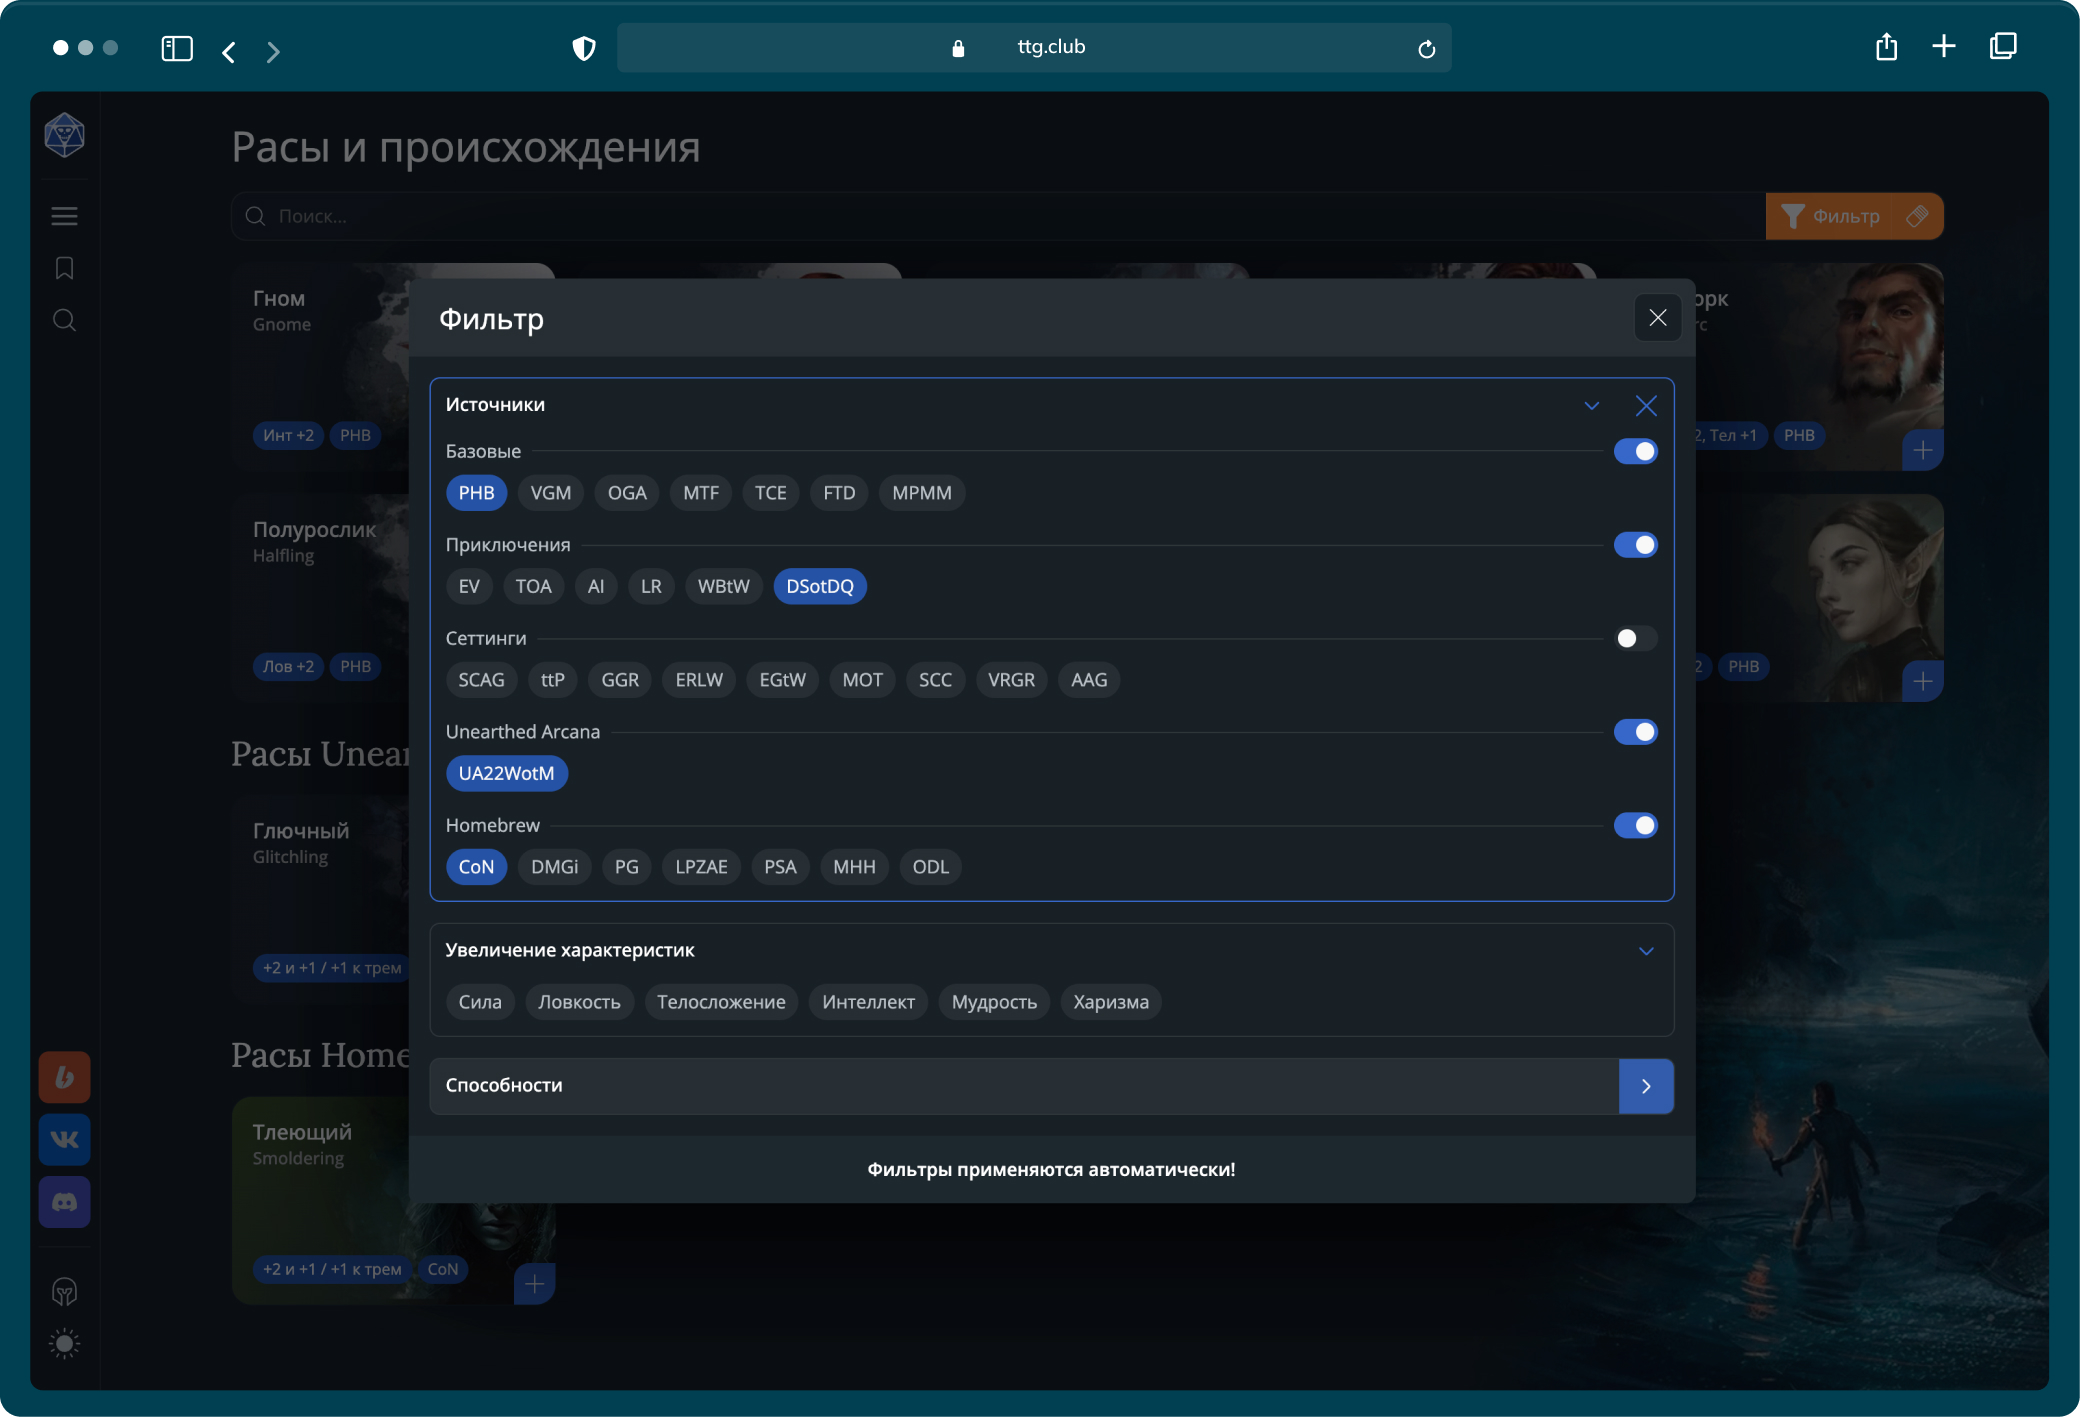 ttg.club
Расы и происхождения
Поиск...
Фильтр
Гном
Gnome
Инт +2
PHB
орк
rc
2, Тел +1
PHB
Полурослик
Halfling
Лов +2
PHB
2
PHB
Расы Unear
Глючный
Glitchling
+2 и +1 / +1 к трем
Расы Home
Тлеющий
Smoldering
+2 и +1 / +1 к трем
CoN
Фильтр
Источники
Базовые
PHB VGM OGA MTF TCE FTD MPMM
Приключения
EV TOA AI LR WBtW DSotDQ
Сеттинги
SCAG ttP GGR ERLW EGtW MOT SCC VRGR AAG
Unearthed Arcana
UA22WotM
Homebrew
CoN DMGi PG LPZAE PSA MHH ODL
Увеличение характеристик
Сила Ловкость Телосложение Интеллект Мудрость Харизма
Способности
Фильтры применяются автоматически!